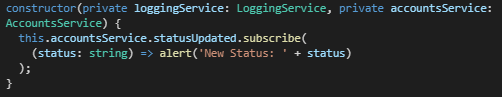 constructor(private loggingService: LoggingService, private accountsService:
AccountsService) {
this.accountsService.statusUpdated.subscribe(
(status: string) => alert('New Status: ' + status)
);
}